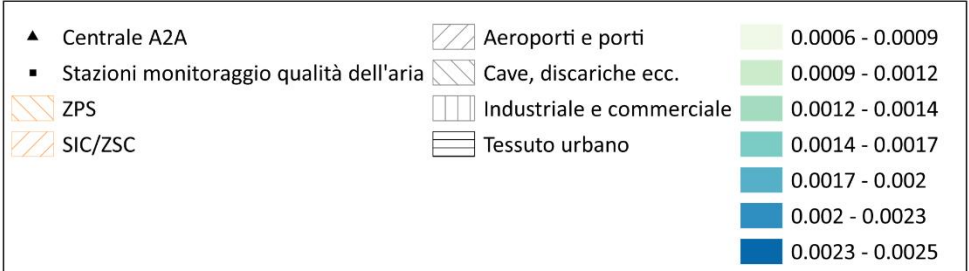 Centrale A2A
Stazioni monitoraggio qualità dell'aria
ZPS
SIC/ZSC
Aeroporti e porti
Cave, discariche ecc.
Industriale e commerciale
Tessuto urbano
0.0006 - 0.0009
0.0009 - 0.0012
0.0012 - 0.0014
0.0014 - 0.0017
0.0017 - 0.002
0.002 - 0.0023
0.0023 - 0.0025